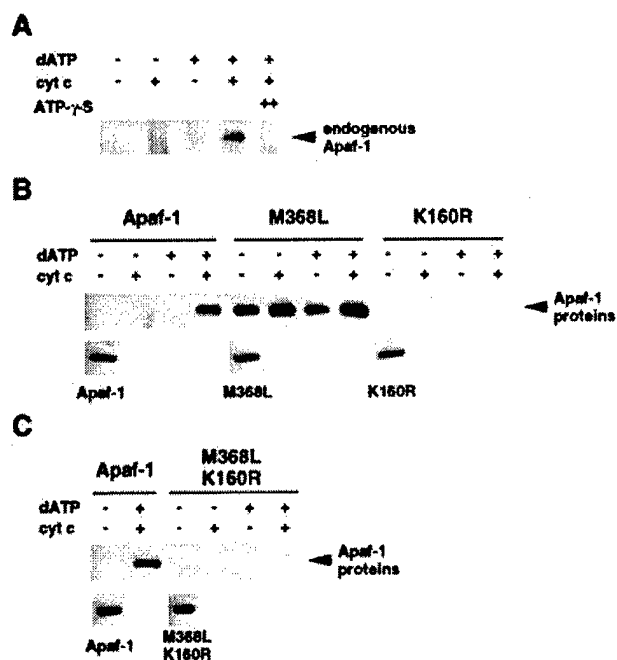 A
dATP - - + + +
cyt c - + - + +
ATP-γ-S ++
endogenous
Apaf-1
B
Apaf-1 M368L K160R
dATP - - + + - - + + - - + +
cyt c - + - + - + - + - + - +
Apaf-1
proteins
Apaf-1 M368L K160R
C
Apaf-1 M368L
K160R
dATP - + - - + +
cyt c - + - + - +
Apaf-1
proteins
Apaf-1 M368L
K160R